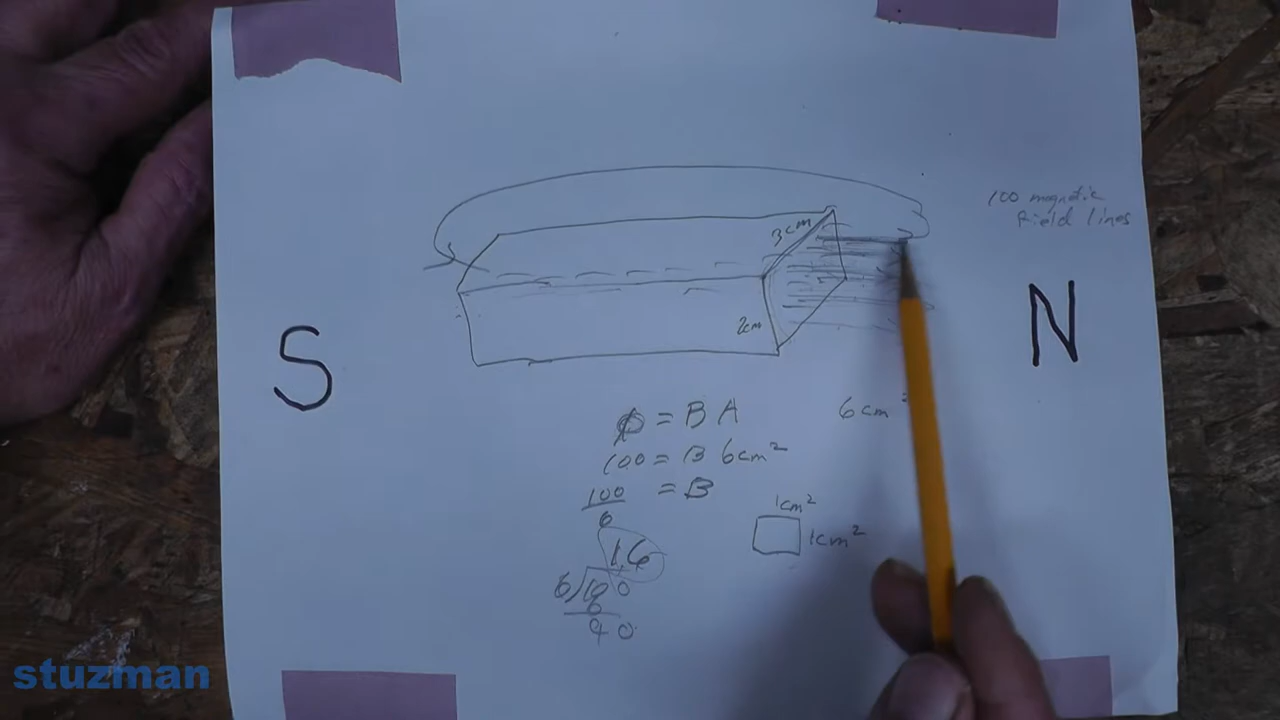 100 magnetic
field lines
3cm
2cm
S
N
ϕ = B A
6cm²
100 = B 6cm²
100 = B
6
1cm²
1cm²
1.6
6)100
6
40
stuzman